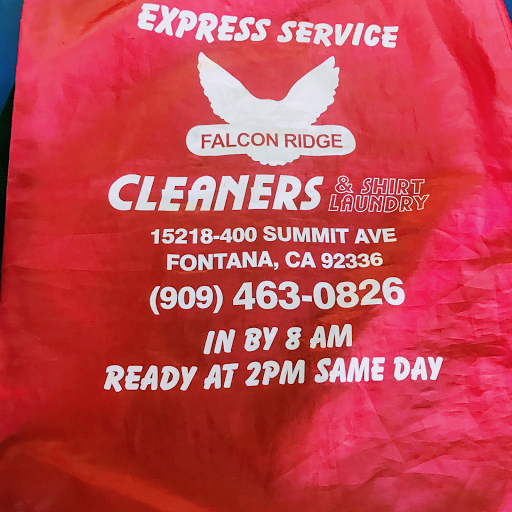 EXPRESS SERVICE
FALCON RIDGE
CLEANERS & SHIRT LAUNDRY
15218-400 SUMMIT AVE
FONTANA, CA 92336
(909) 463-0826
IN BY 8 AM
READY AT 2PM SAME DAY